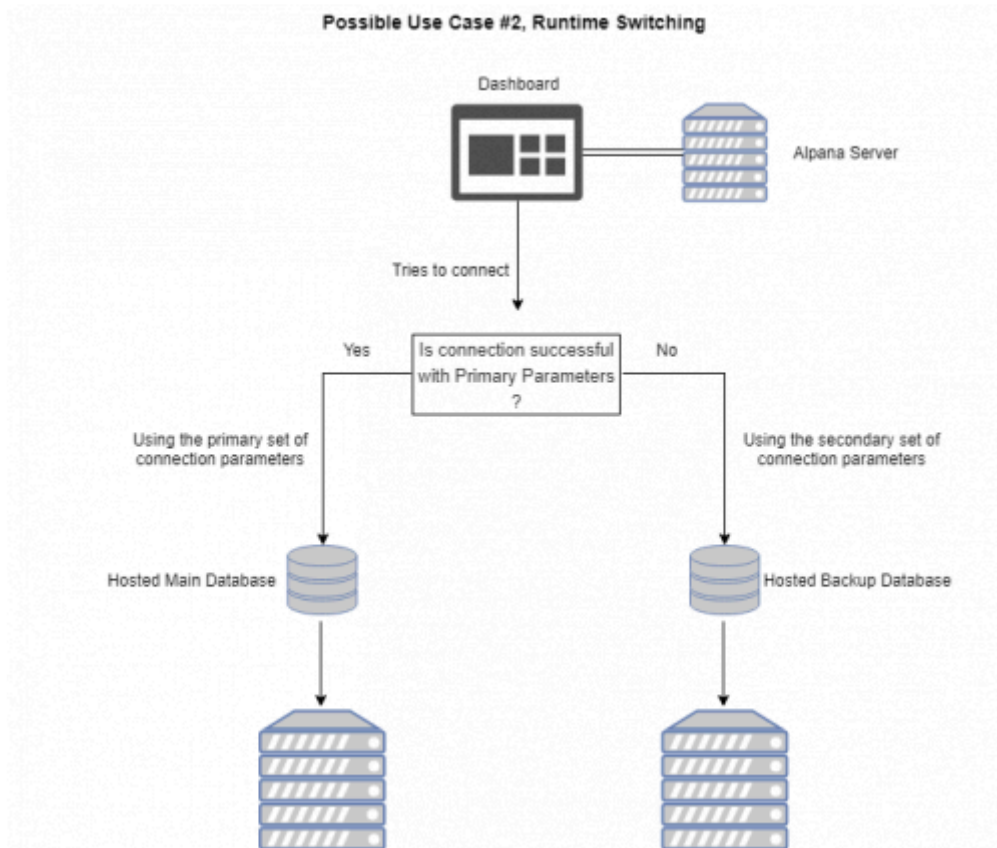 Possible Use Case #2, Runtime Switching
Dashboard
Alpana Server
Tries to connect
Yes
Is connection successful
with Primary Parameters
?
No
Using the primary set of
connection parameters
Using the secondary set of
connection parameters
Hosted Main Database
Hosted Backup Database